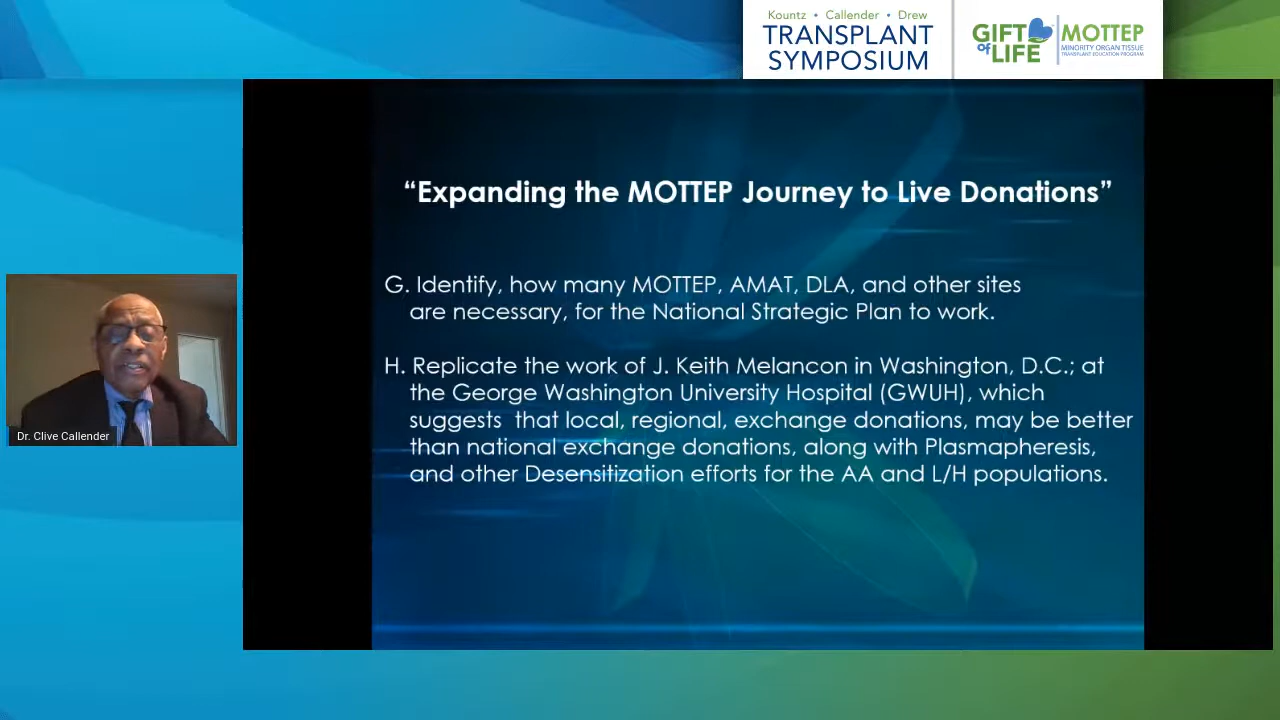 Kountz • Callender • Drew
TRANSPLANT
SYMPOSIUM
GIFT
of
LIFE
MOTTEP
MINORITY ORGAN TISSUE
TRANSPLANT EDUCATION PROGRAM
“Expanding the MOTTEP Journey to Live Donations”
G. Identify, how many MOTTEP, AMAT, DLA, and other sites
are necessary, for the National Strategic Plan to work.
H. Replicate the work of J. Keith Melancon in Washington, D.C.; at
the George Washington University Hospital (GWUH), which
suggests that local, regional, exchange donations, may be better
than national exchange donations, along with Plasmapheresis,
and other Desensitization efforts for the AA and L/H populations.
Dr. Clive Callender